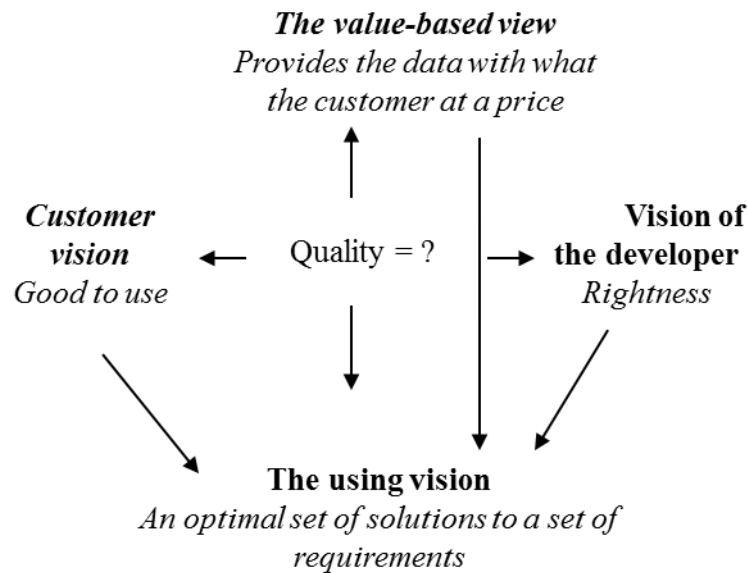 The value-based view
Provides the data with what
the customer at a price
Customer
vision
Good to use
Quality = ?
Vision of
the developer
Rightness
The using vision
An optimal set of solutions to a set of
requirements